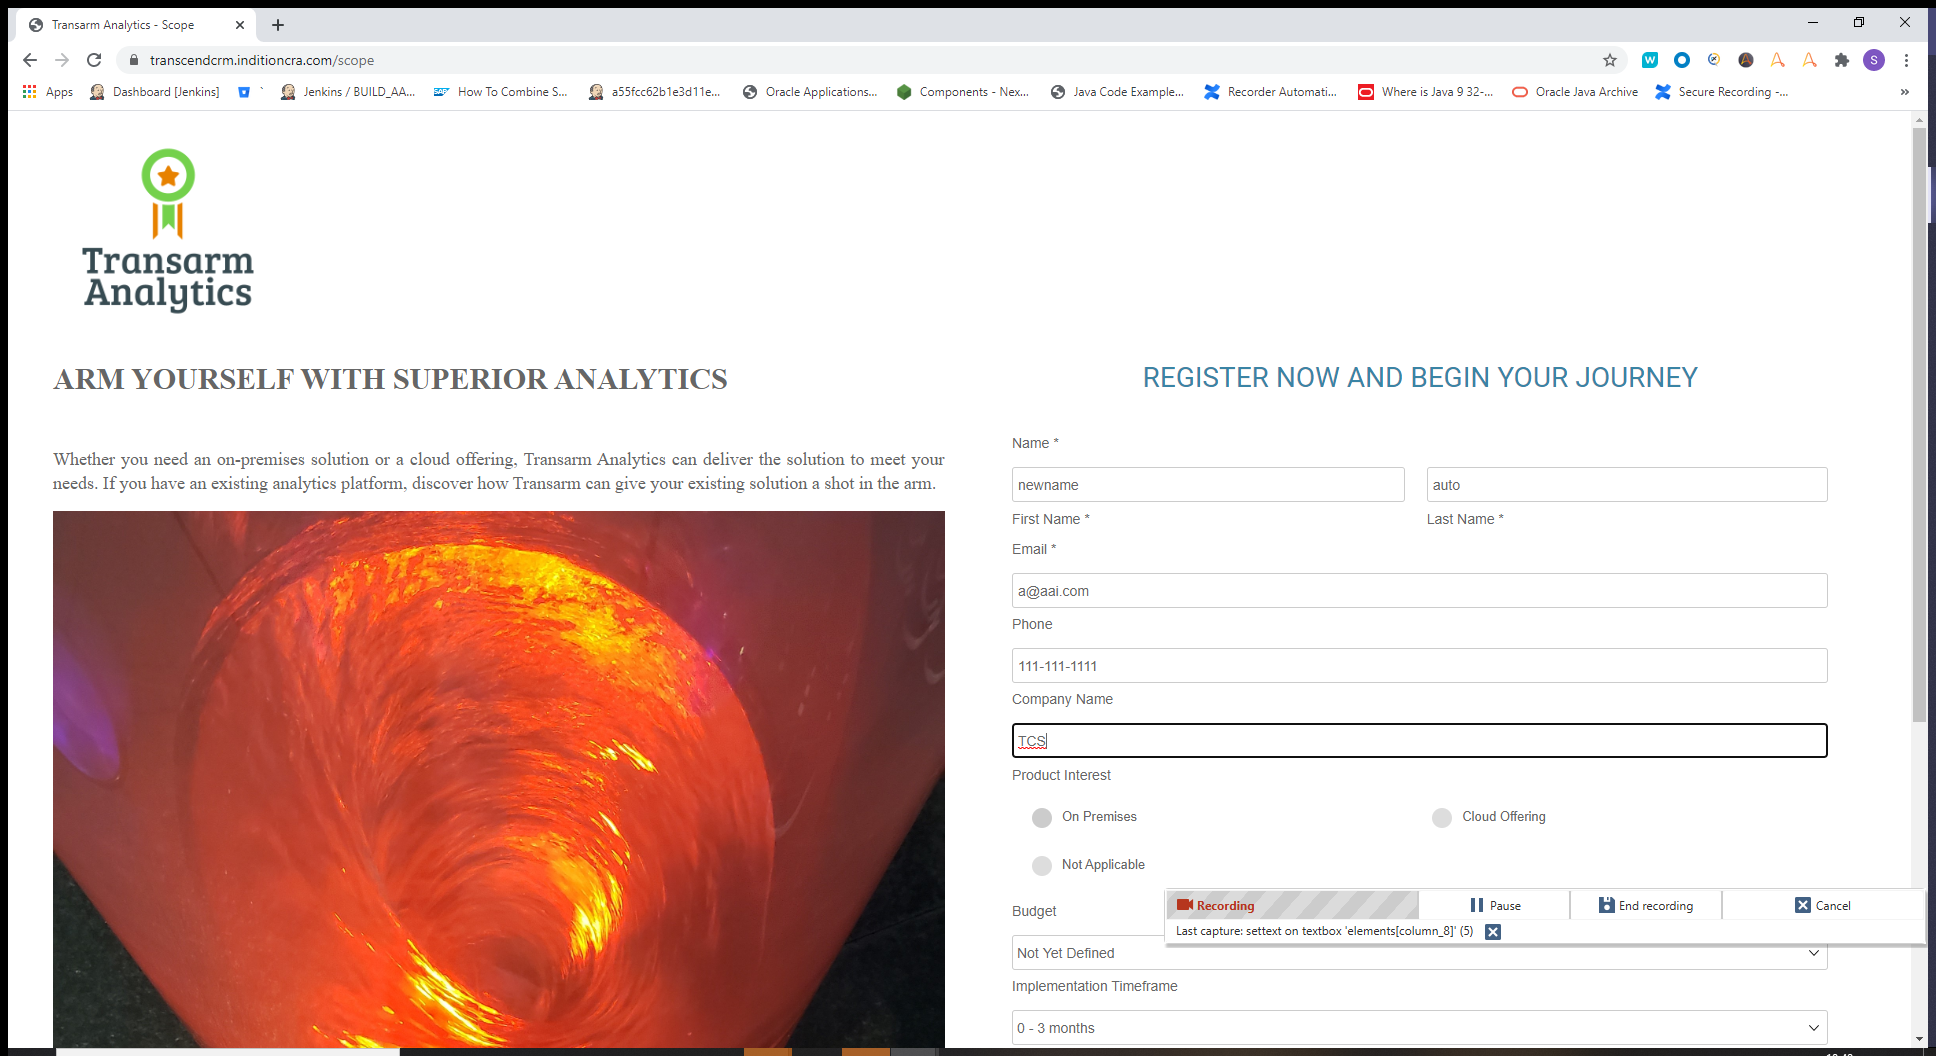 Transarm Analytics - Scope
transcendcrm.inditioncra.com/scope
W
S
Apps
Dashboard [Jenkins]
Jenkins / BUILD_AA...
SAP
How To Combine S...
a55fcc62b1e3d11e...
Oracle Applications...
Components - Nex...
Java Code Example...
Recorder Automati...
Where is Java 9 32-...
Oracle Java Archive
Secure Recording -...
Transarm
Analytics
ARM YOURSELF WITH SUPERIOR ANALYTICS
Whether you need an on-premises solution or a cloud offering, Transarm Analytics can deliver the solution to meet your
needs. If you have an existing analytics platform, discover how Transarm can give your existing solution a shot in the arm.
REGISTER NOW AND BEGIN YOUR JOURNEY
Name *
newname
auto
First Name *
Last Name *
Email *
a@aai.com
Phone
111-111-1111
Company Name
TCS
Product Interest
On Premises
Cloud Offering
Not Applicable
Budget
Recording
Pause
End recording
Cancel
Last capture: settext on textbox 'elements[column_8]' (5)
Not Yet Defined
Implementation Timeframe
0 - 3 months